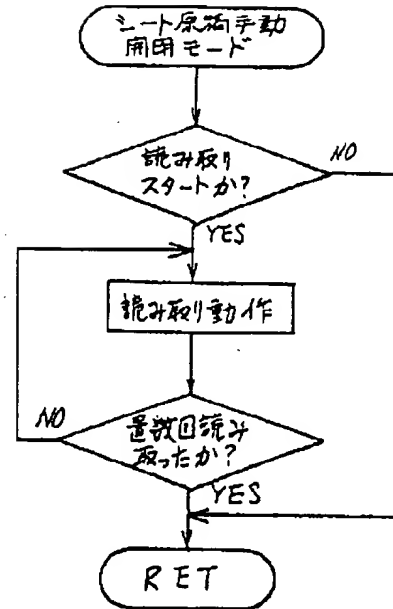 シート原稿手動
開閉モード
読み取り
スタートか?
NO
YES
読み取り動作
置数回読み
取ったか?
NO
YES
RET